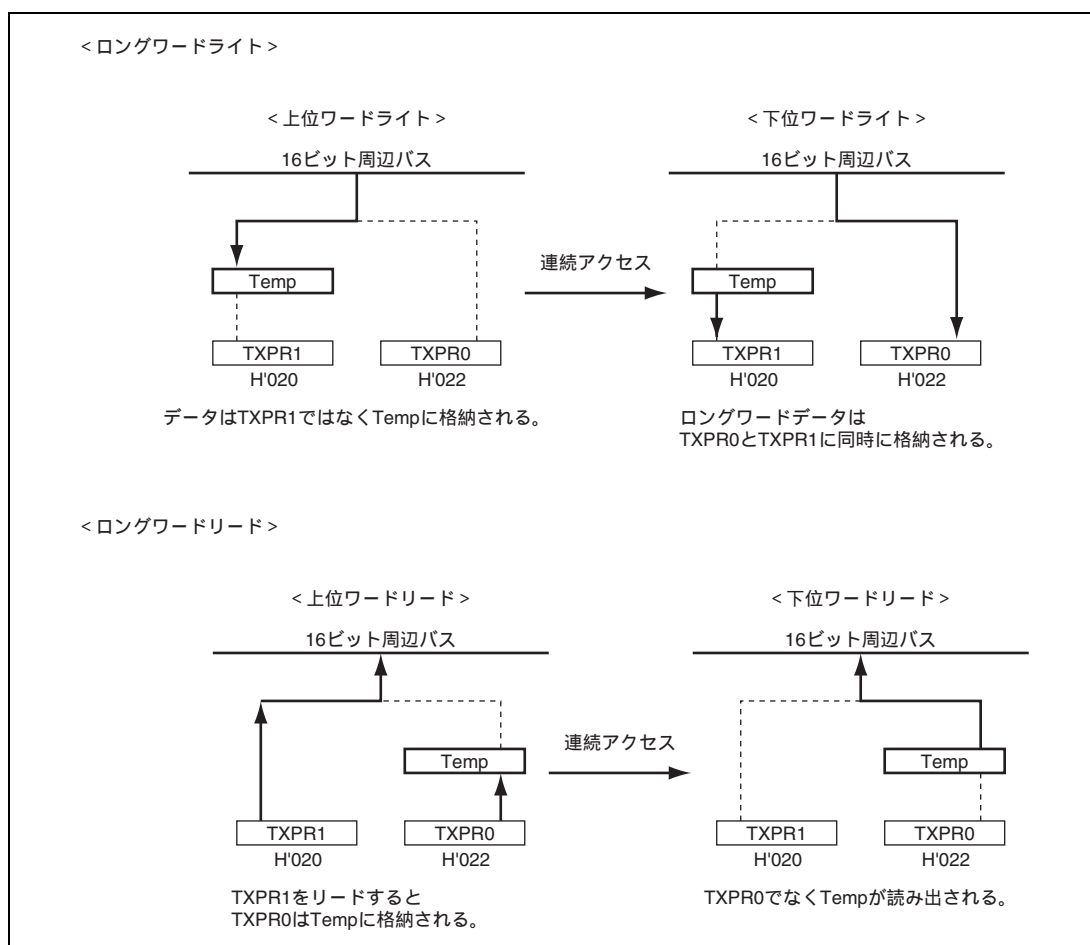 <ロングワードライト>
<上位ワードライト>
16ビット周辺バス
Temp
TXPR1
H'020
TXPR0
H'022
データはTXPR1ではなくTempに格納される。
連続アクセス
<下位ワードライト>
16ビット周辺バス
Temp
TXPR1
H'020
TXPR0
H'022
ロングワードデータは
TXPR0とTXPR1に同時に格納される。
<ロングワードリード>
<上位ワードリード>
16ビット周辺バス
Temp
TXPR1
H'020
TXPR0
H'022
TXPR1をリードすると
TXPR0はTempに格納される。
連続アクセス
<下位ワードリード>
16ビット周辺バス
Temp
TXPR1
H'020
TXPR0
H'022
TXPR0でなくTempが読み出される。